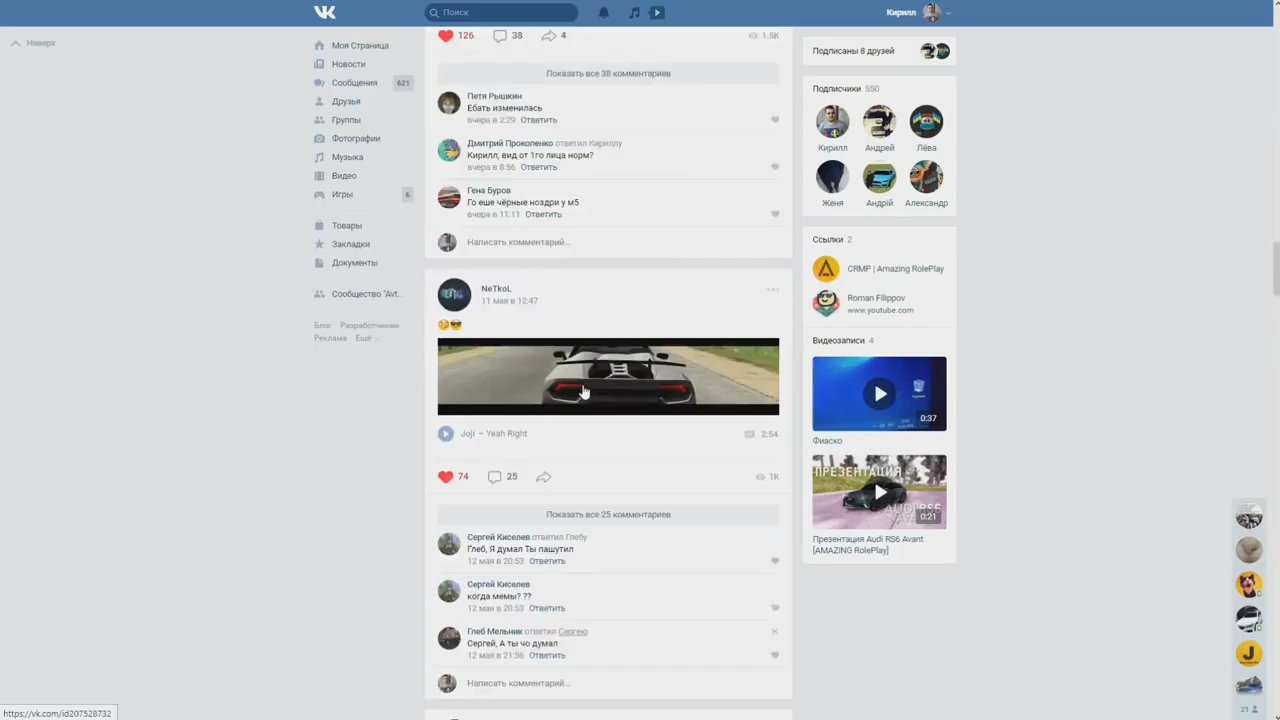 Поиск
Кирилл
Наверх
Моя Страница
Новости
Сообщения 621
Друзья
Группы
Фотографии
Музыка
Видео
Игры 6
Товары
Закладки
Документы
Сообщество "Avt..
Блог Разработчикам
Реклама Ещё
126 38 4 1.5K
Показать все 38 комментариев
Петя Рышкин
Ебать изменилась
вчера в 2:29 Ответить
Дмитрий Прокопенко ответил Кириллу
Кирилл, вид от 1го лица норм?
вчера в 8:56 Ответить
Гена Буров
Го еше чёрные ноздри у м5
вчера в 11:11 Ответить
Написать комментарий...
NeTkoL
11 мая в 12:47
Joji – Yeah Right 2:54
74 25 1K
Показать все 25 комментариев
Сергей Киселев ответил Глебу
Глеб, Я думал Ты пашутил
12 мая в 20:53 Ответить
Сергей Киселев
когда мемы? ??
12 мая в 20:53 Ответить
Глеб Мельник ответил Сергею
Сергей, А ты чо думал
12 мая в 21:56 Ответить
Написать комментарий...
Подписаны 8 друзей
Подписчики 550
Кирилл Андрей Лёва
Женя Андрій Александр
Ссылки 2
CRMP | Amazing RolePlay
Roman Filippov
www.youtube.com
Видеозаписи 4
0:37
Фиаско
ПРЕЗЕНТАЦИЯ
AUDI RS6
0:21
Презентация Audi RS6 Avant
[AMAZING RolePlay]
21
https://vk.com/id207528732